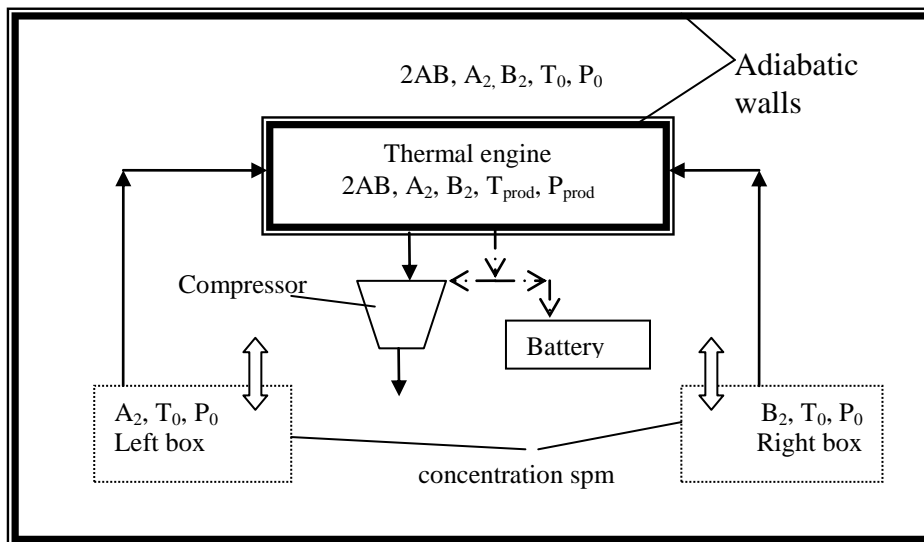 2AB, A₂, B₂, T₀, P₀
Adiabatic
walls
Thermal engine
2AB, A₂, B₂, Tprod, Pprod
Compressor
Battery
A₂, T₀, P₀
Left box
B₂, T₀, P₀
Right box
concentration spm